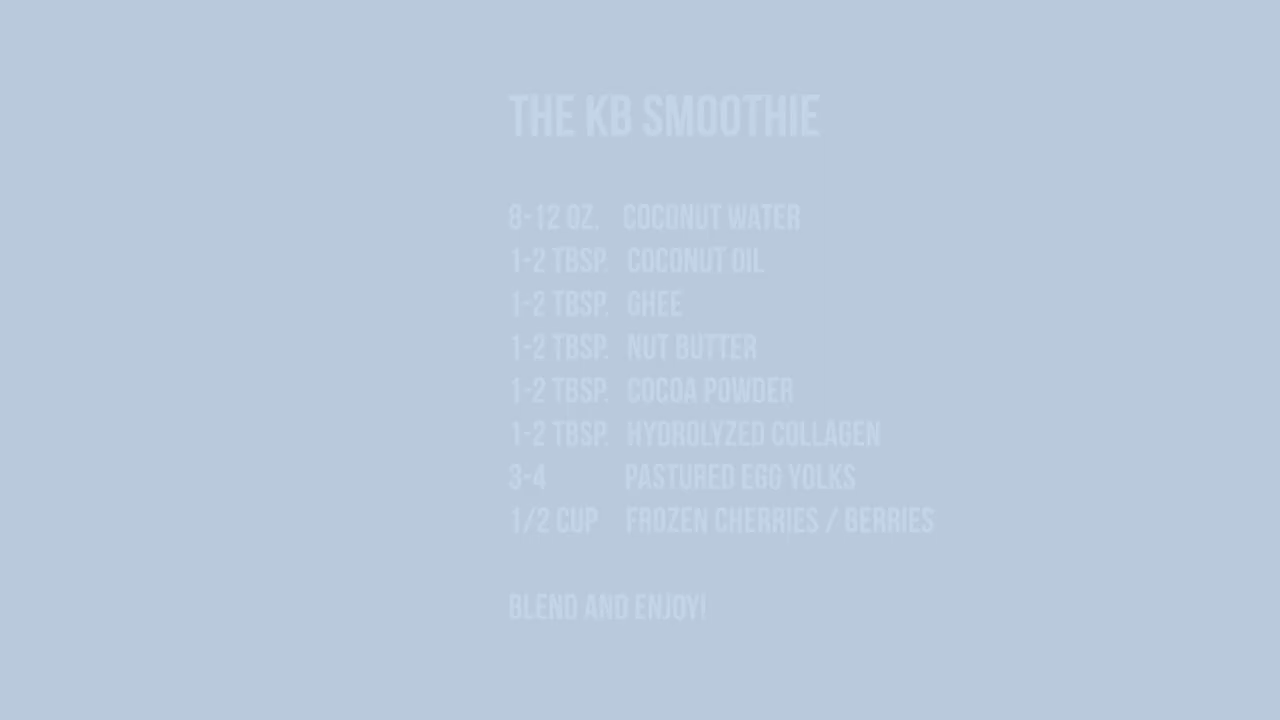 THE KB SMOOTHIE
8-12 OZ. COCONUT WATER
1-2 TBSP. COCONUT OIL
1-2 TBSP. GHEE
1-2 TBSP. NUT BUTTER
1-2 TBSP. COCOA POWDER
1-2 TBSP. HYDROLYZED COLLAGEN
3-4 PASTURED EGG YOLKS
1/2 CUP FROZEN CHERRIES / BERRIES
BLEND AND ENJOY!